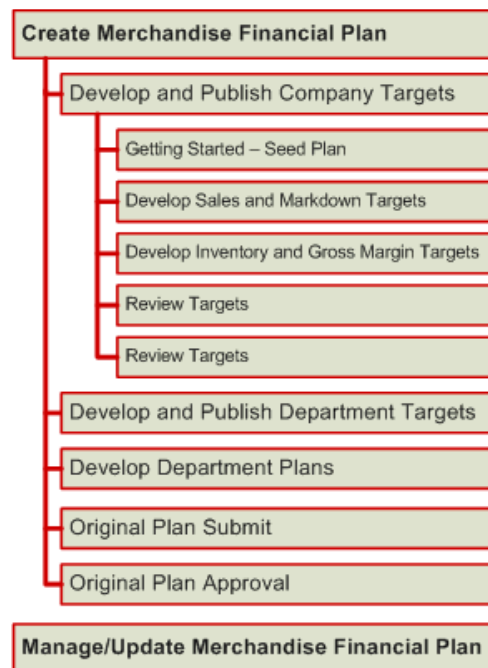 Create Merchandise Financial Plan
Develop and Publish Company Targets
Getting Started – Seed Plan
Develop Sales and Markdown Targets
Develop Inventory and Gross Margin Targets
Review Targets
Review Targets
Develop and Publish Department Targets
Develop Department Plans
Original Plan Submit
Original Plan Approval
Manage/Update Merchandise Financial Plan